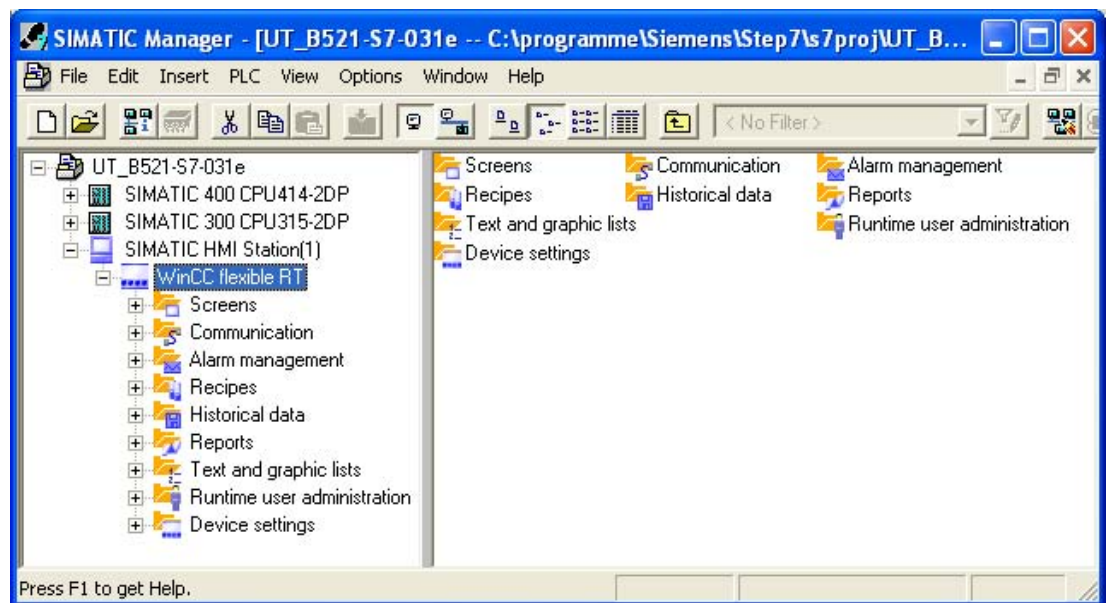 SIMATIC Manager - [UT_B521-S7-031e -- C:\programme\Siemens\Step7\s7proj\UT_B...
File Edit Insert PLC View Options Window Help
< No Filter >
UT_B521-S7-031e
SIMATIC 400 CPU414-2DP
SIMATIC 300 CPU315-2DP
SIMATIC HMI Station(1)
WinCC flexible RT
Screens
Communication
Alarm management
Recipes
Historical data
Reports
Text and graphic lists
Runtime user administration
Device settings
Screens Communication Alarm management
Recipes Historical data Reports
Text and graphic lists Runtime user administration
Device settings
Press F1 to get Help.